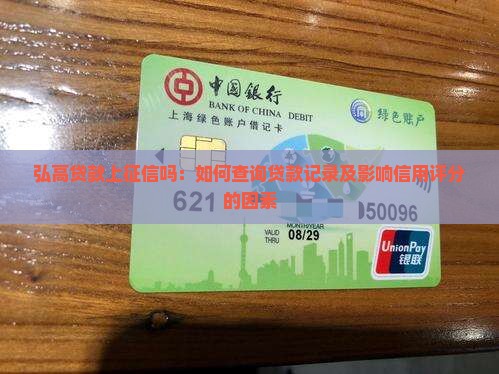 中國銀行
BANK OF CHINA DEBIT
上海绿色账户借记卡
绿色账户
弘高贷款上征信吗：如何查询贷款记录及影响信用评分
的因素
621
50096
MONTH/YEAR
VALID THRU 08/29
UnionPay
银联